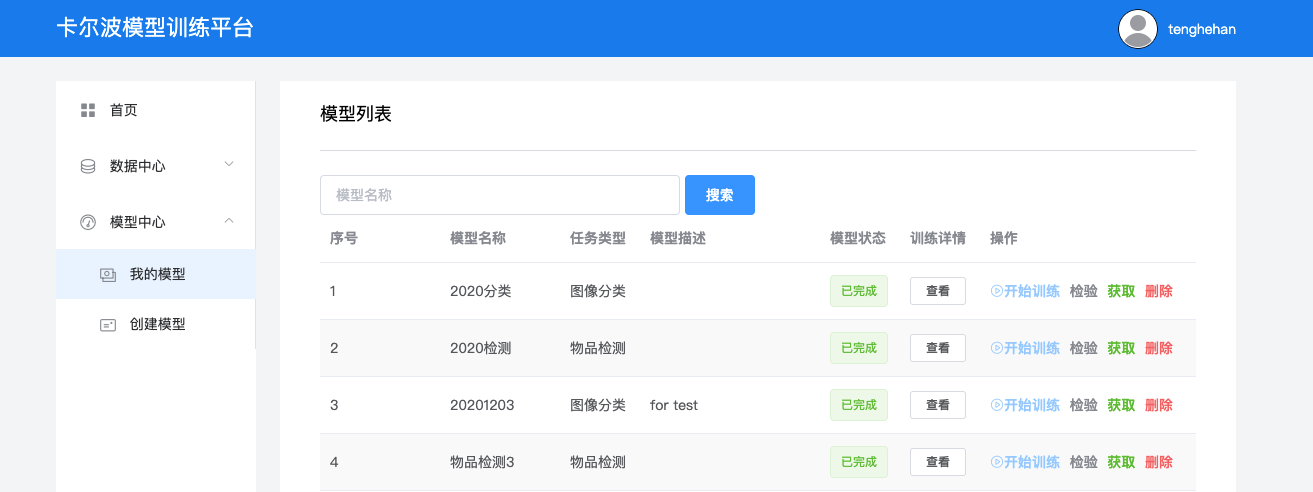 卡尔波模型训练平台
tenghehan
首页
数据中心
模型中心
我的模型
创建模型
模型列表
模型名称 搜索
序号 模型名称 任务类型 模型描述 模型状态 训练详情 操作
1 2020分类 图像分类 已完成 查看 开始训练 检验 获取 删除
2 2020检测 物品检测 已完成 查看 开始训练 检验 获取 删除
3 20201203 图像分类 for test 已完成 查看 开始训练 检验 获取 删除
4 物品检测3 物品检测 已完成 查看 开始训练 检验 获取 删除